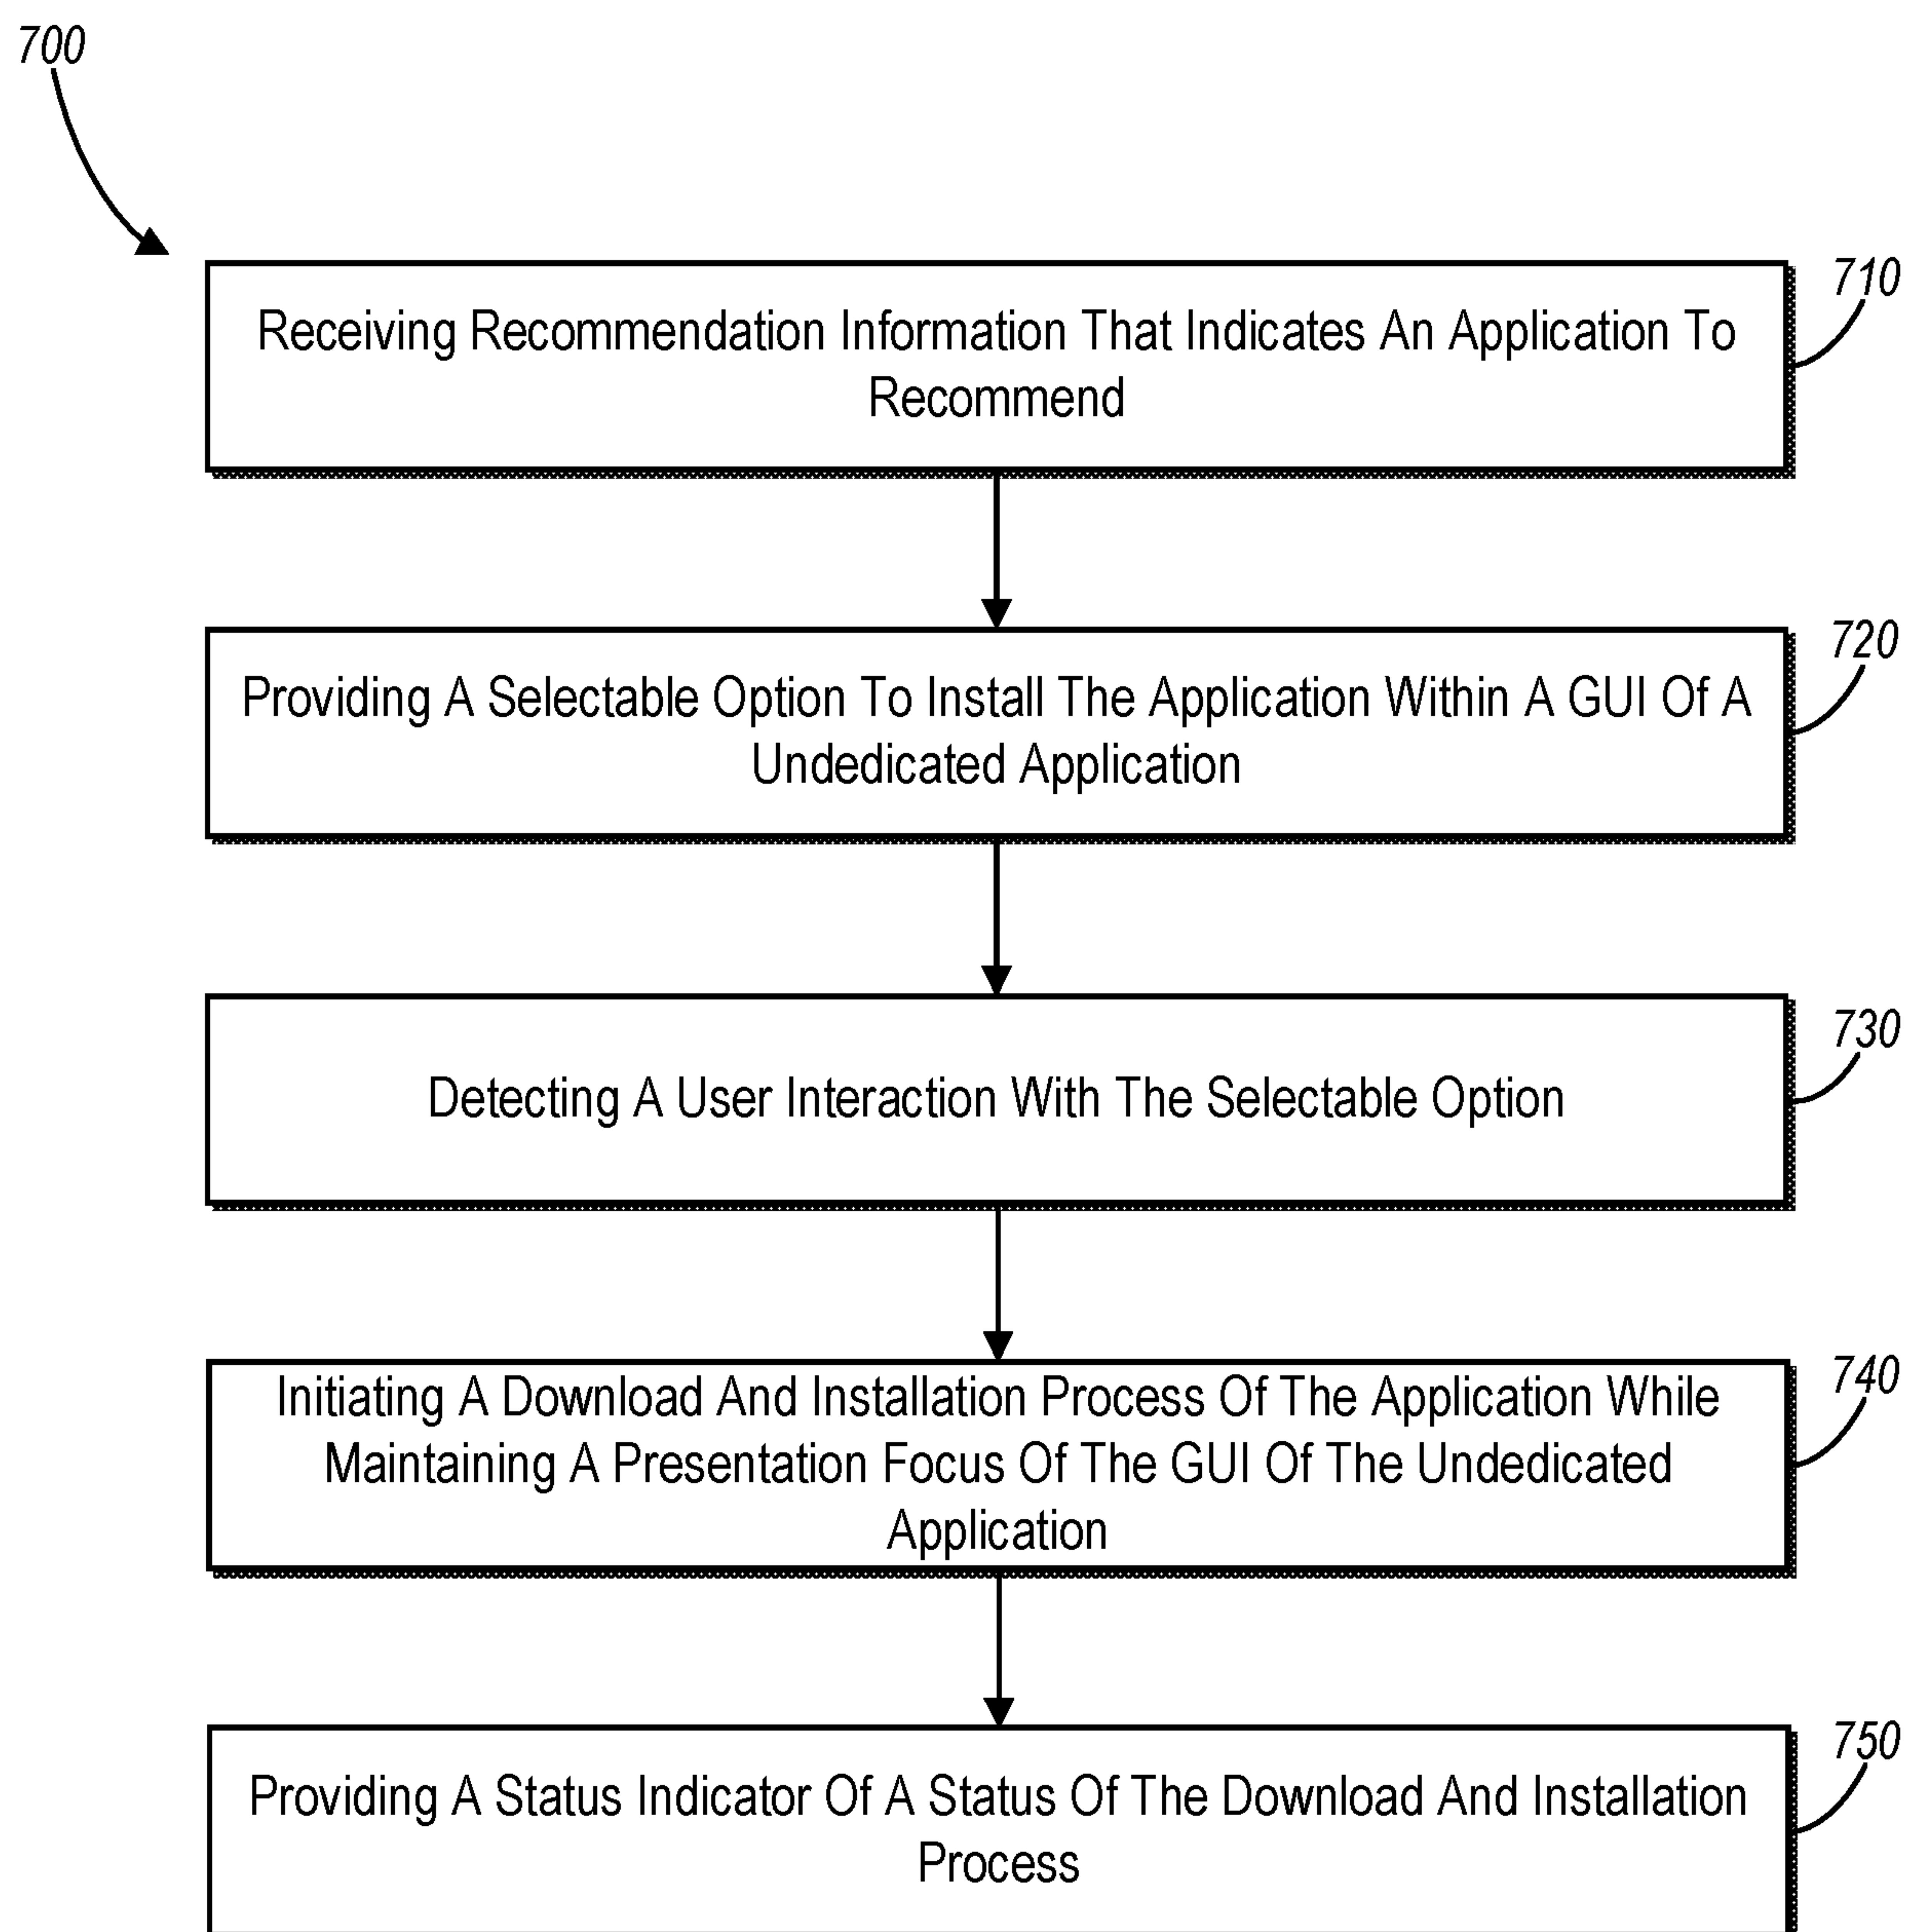 700
710
Receiving Recommendation Information That Indicates An Application To
Recommend
720
Providing A Selectable Option To Install The Application Within A GUI Of A
Undedicated Application
730
Detecting A User Interaction With The Selectable Option
740
Initiating A Download And Installation Process Of The Application While
Maintaining A Presentation Focus Of The GUI Of The Undedicated
Application
750
Providing A Status Indicator Of A Status Of The Download And Installation
Process